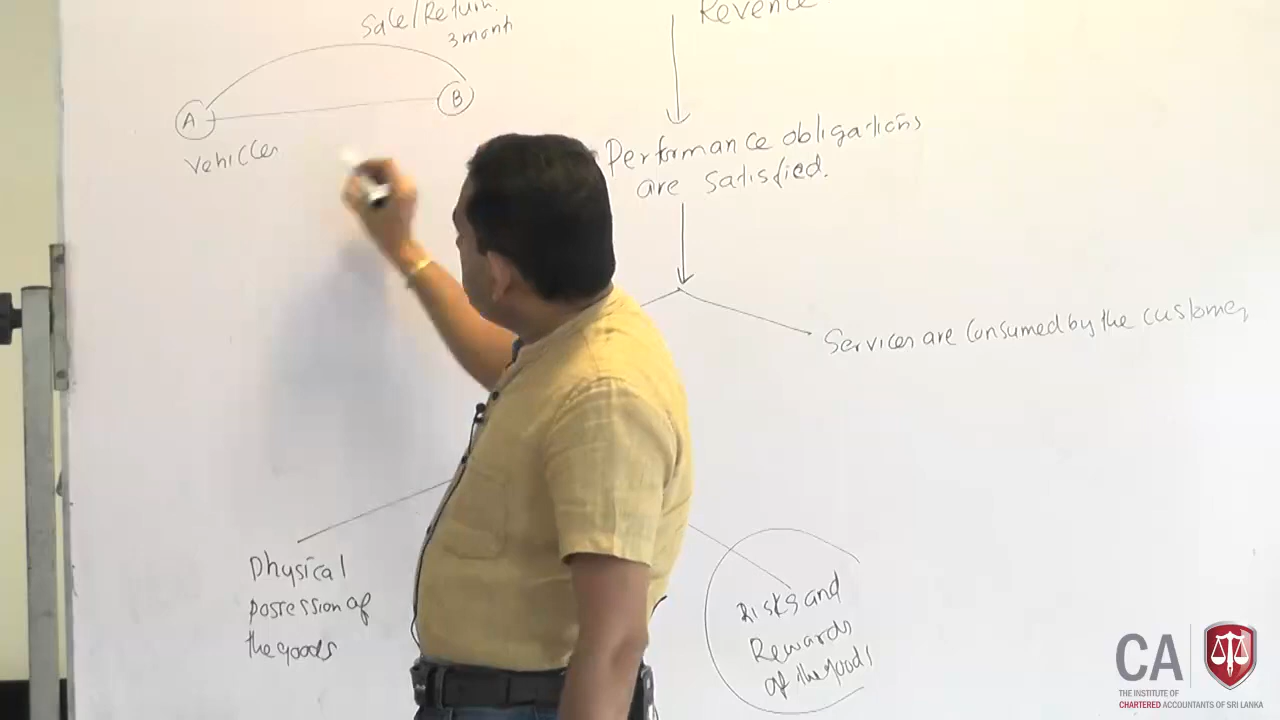 Sale/Return.
3 month
Revence
A
B
Vehicles
Performance obligations
are satisfied.
Services are consumed by the customer,
Physical
possession of
the goods
Risks and
Rewards
of the goods
CA
THE INSTITUTE OF
CHARTERED ACCOUNTANTS OF SRI LANKA